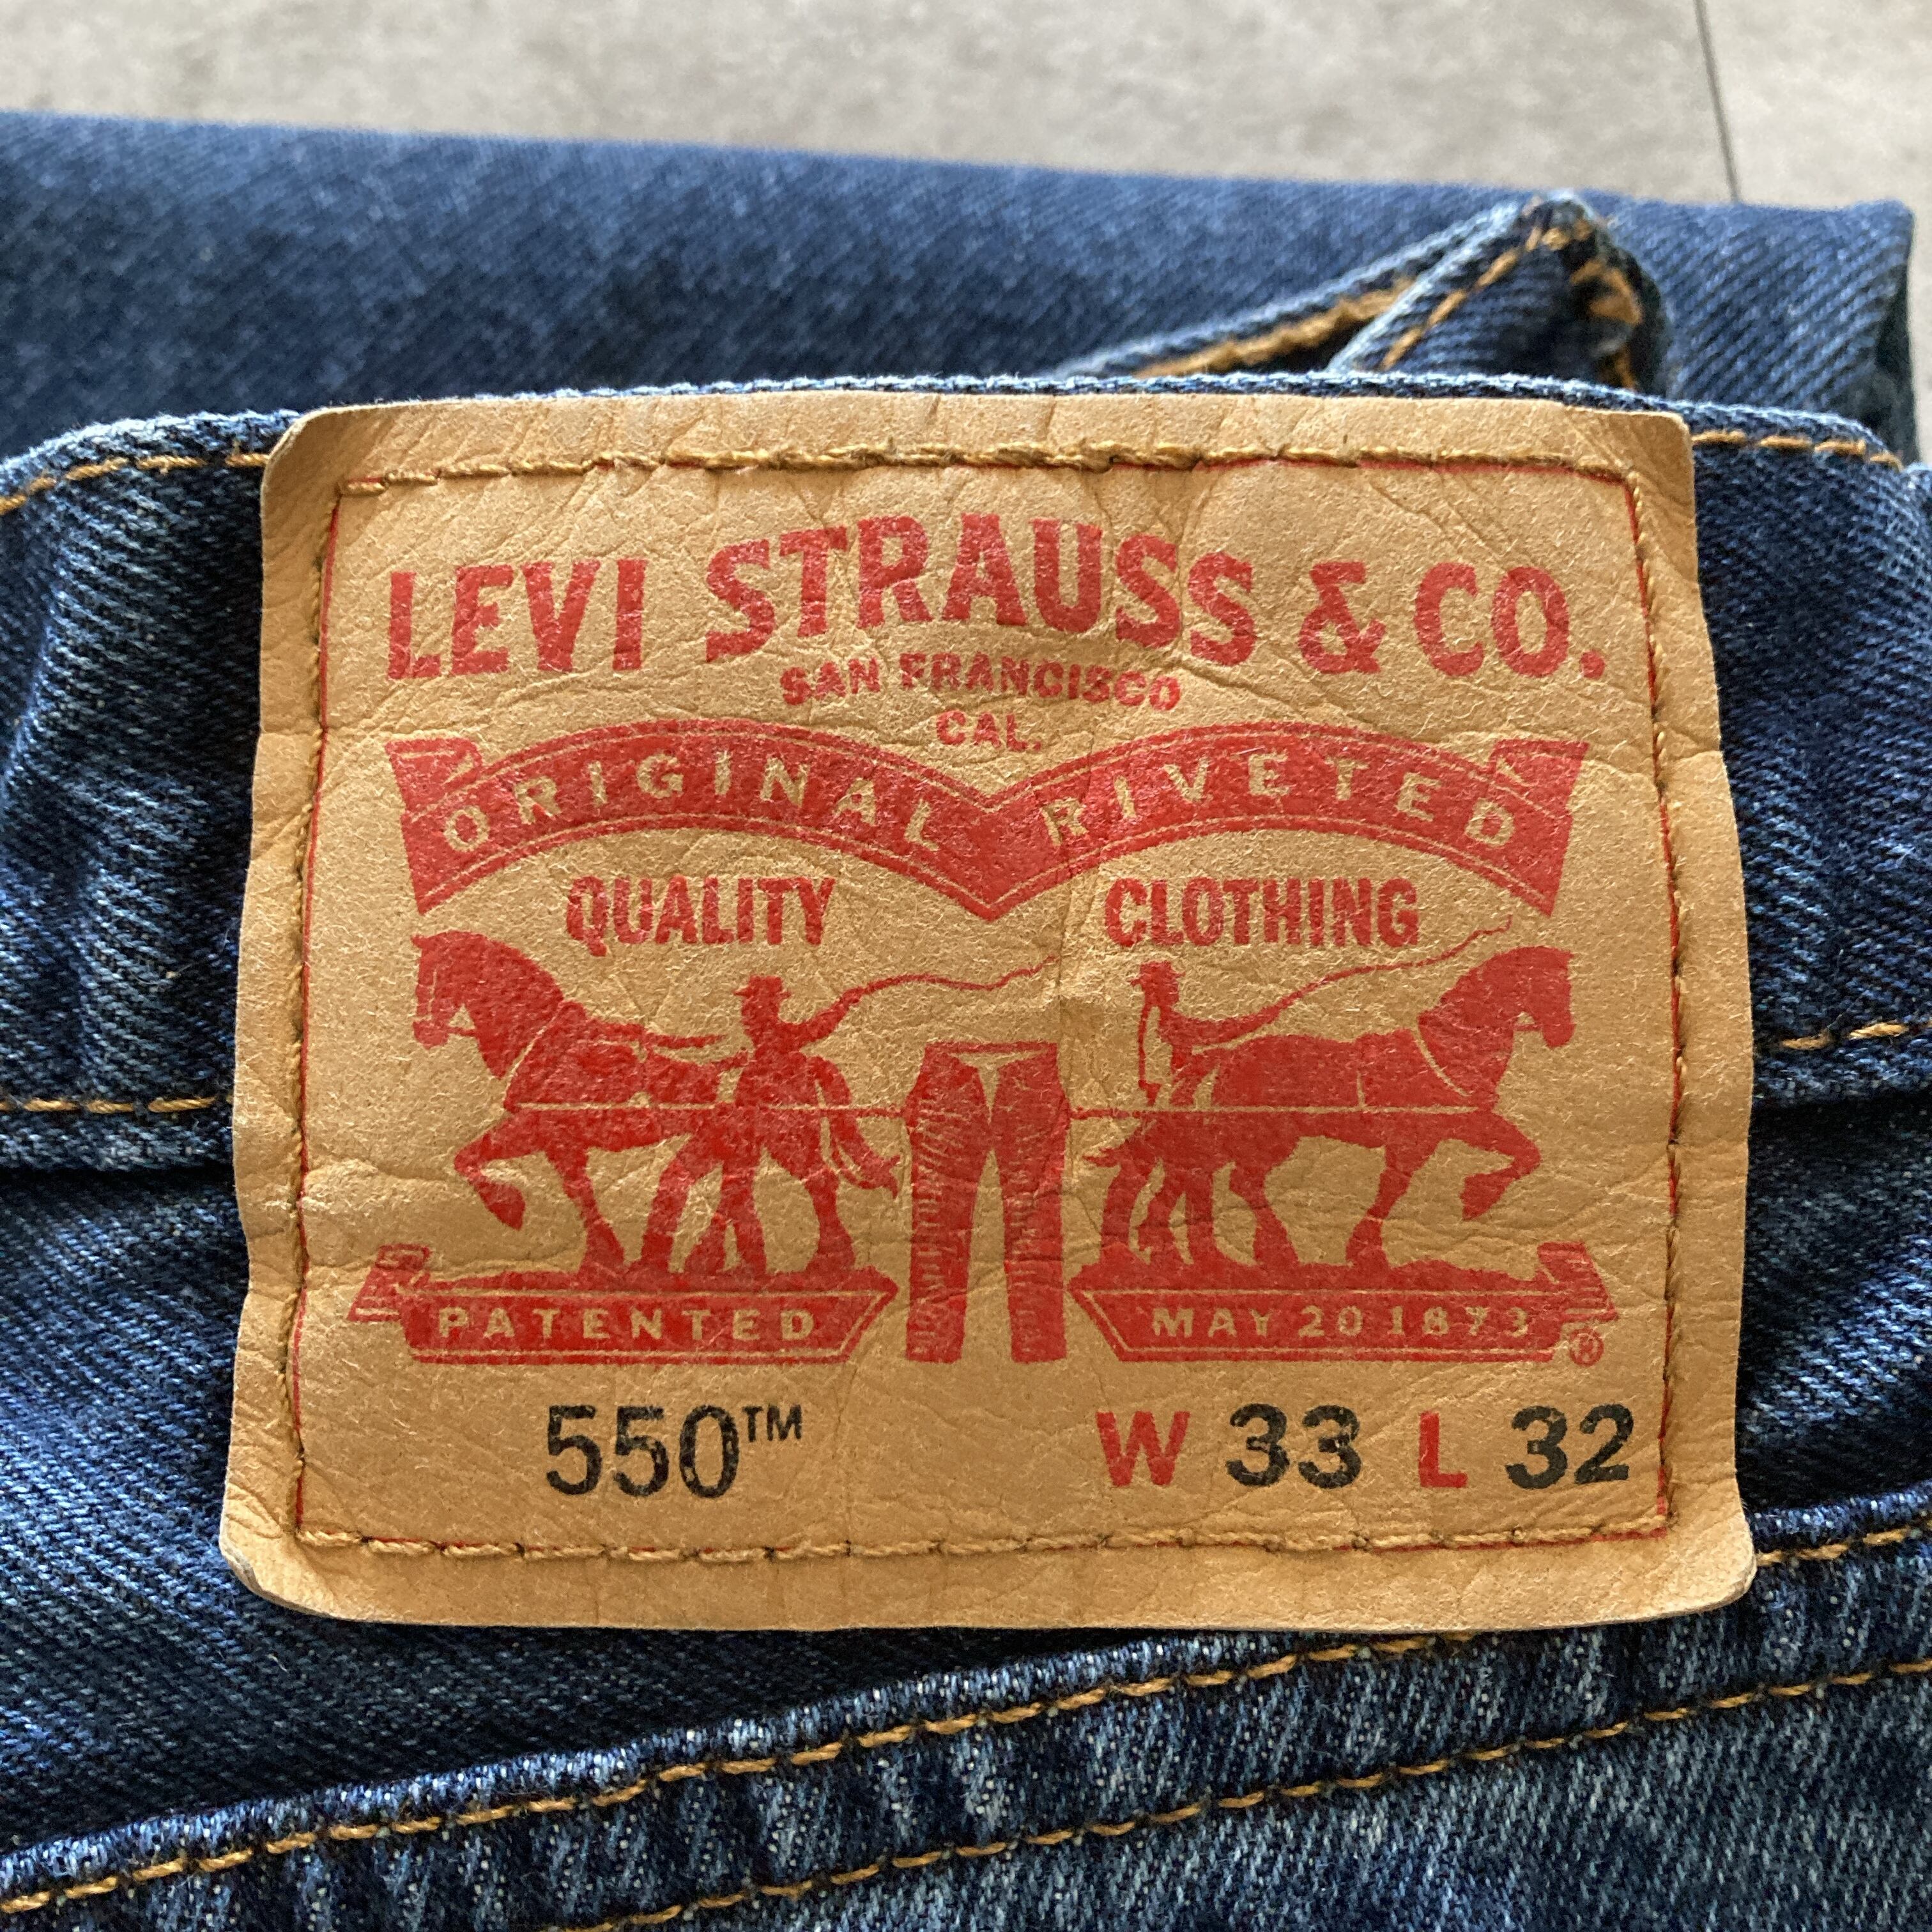 LEVI STRAUSS & CO.
SAN FRANCISCO
CAL.
ORIGINAL RIVETED
QUALITY CLOTHING
PATENTED MAY 20 1873 ®
550™ W 33 L 32